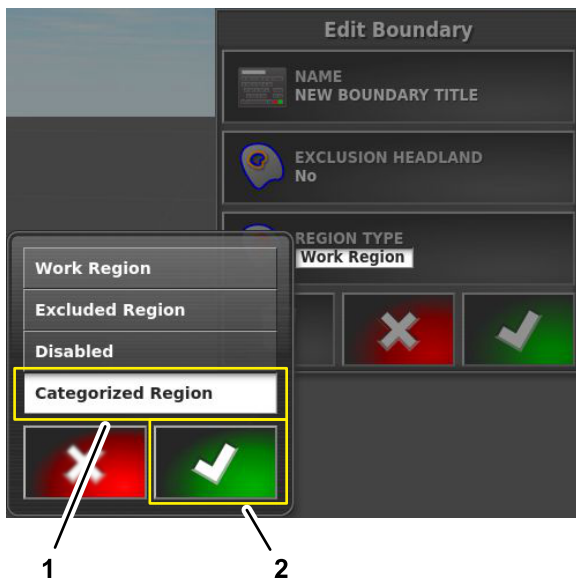 Edit Boundary
NAME
NEW BOUNDARY TITLE
EXCLUSION HEADLAND
No
REGION TYPE
Work Region
Work Region
Excluded Region
Disabled
Categorized Region
1
2